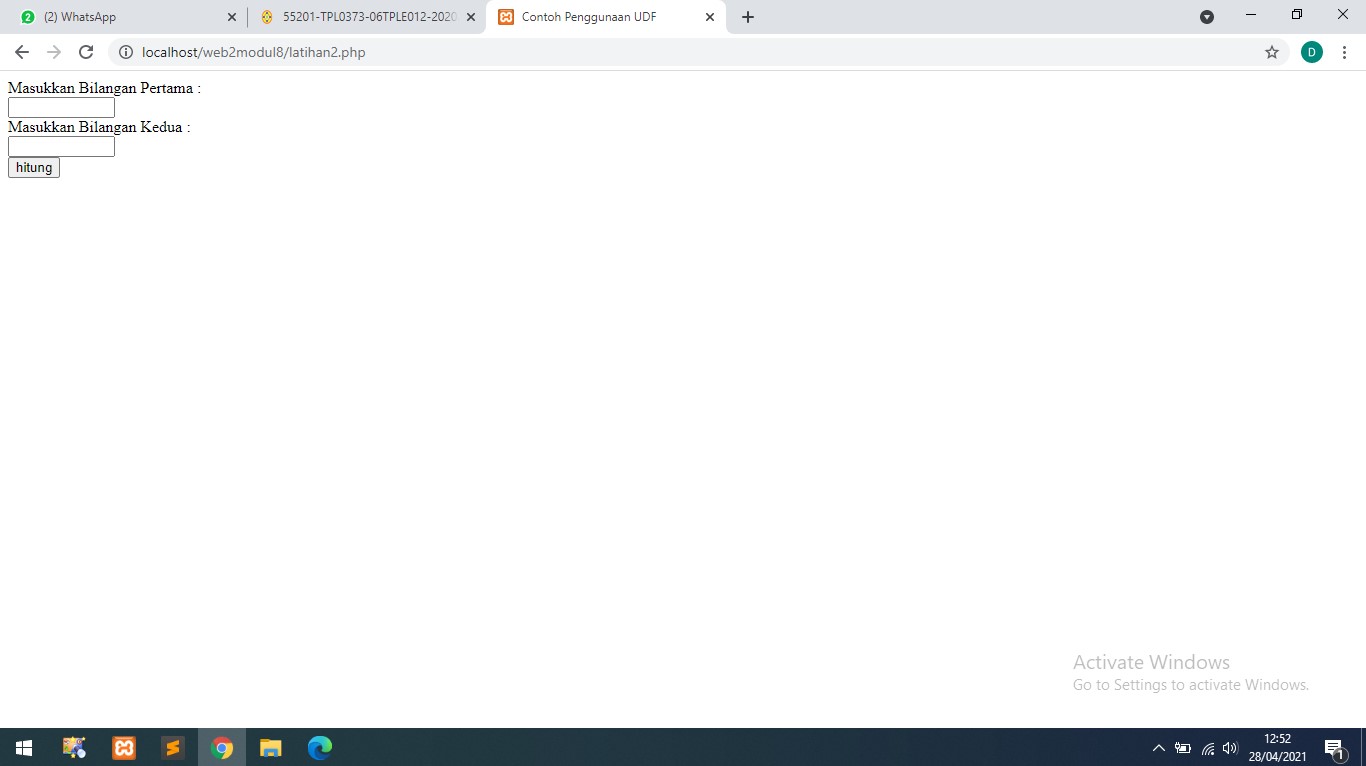 (2) WhatsApp
55201-TPL0373-06TPLE012-2020
Contoh Penggunaan UDF
localhost/web2modul8/latihan2.php
D
Masukkan Bilangan Pertama :
Masukkan Bilangan Kedua :
hitung
Activate Windows
Go to Settings to activate Windows.
12:52
28/04/2021
1